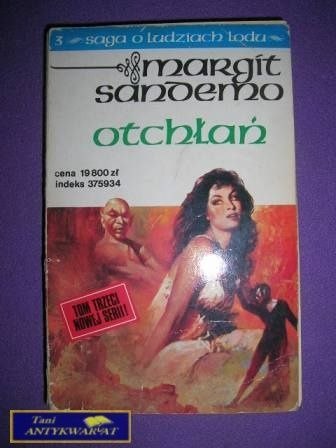 3 saga o ludziach lodu
margit
sandemo
otchłań
cena 19 800 zł
indeks 375934
TOM TRZECI
NOWEJ SERII!
Tani
ANTYKWARIAT